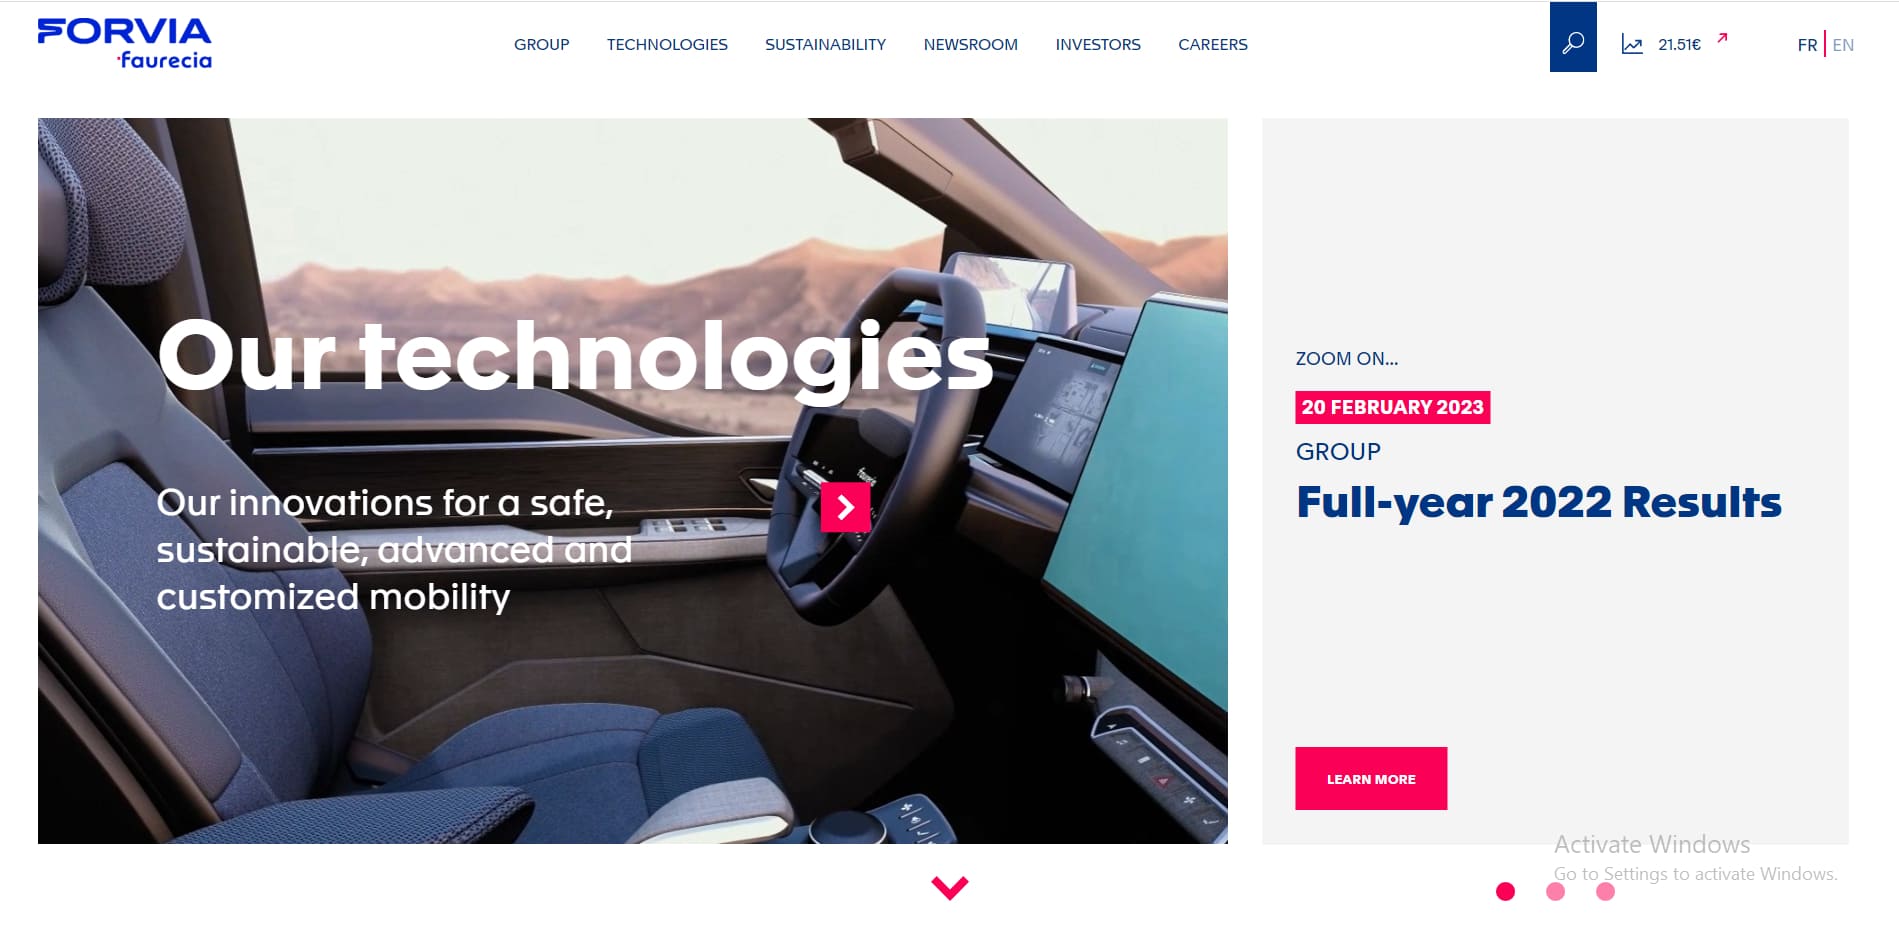 FORVIA
faurecia
GROUP TECHNOLOGIES SUSTAINABILITY NEWSROOM INVESTORS CAREERS
21.51€
FR EN
Our technologies
Our innovations for a safe,
sustainable, advanced and
customized mobility
faurecia
ZOOM ON...
20 FEBRUARY 2023
GROUP
Full-year 2022 Results
LEARN MORE
Activate Windows
Go to Settings to activate Windows.